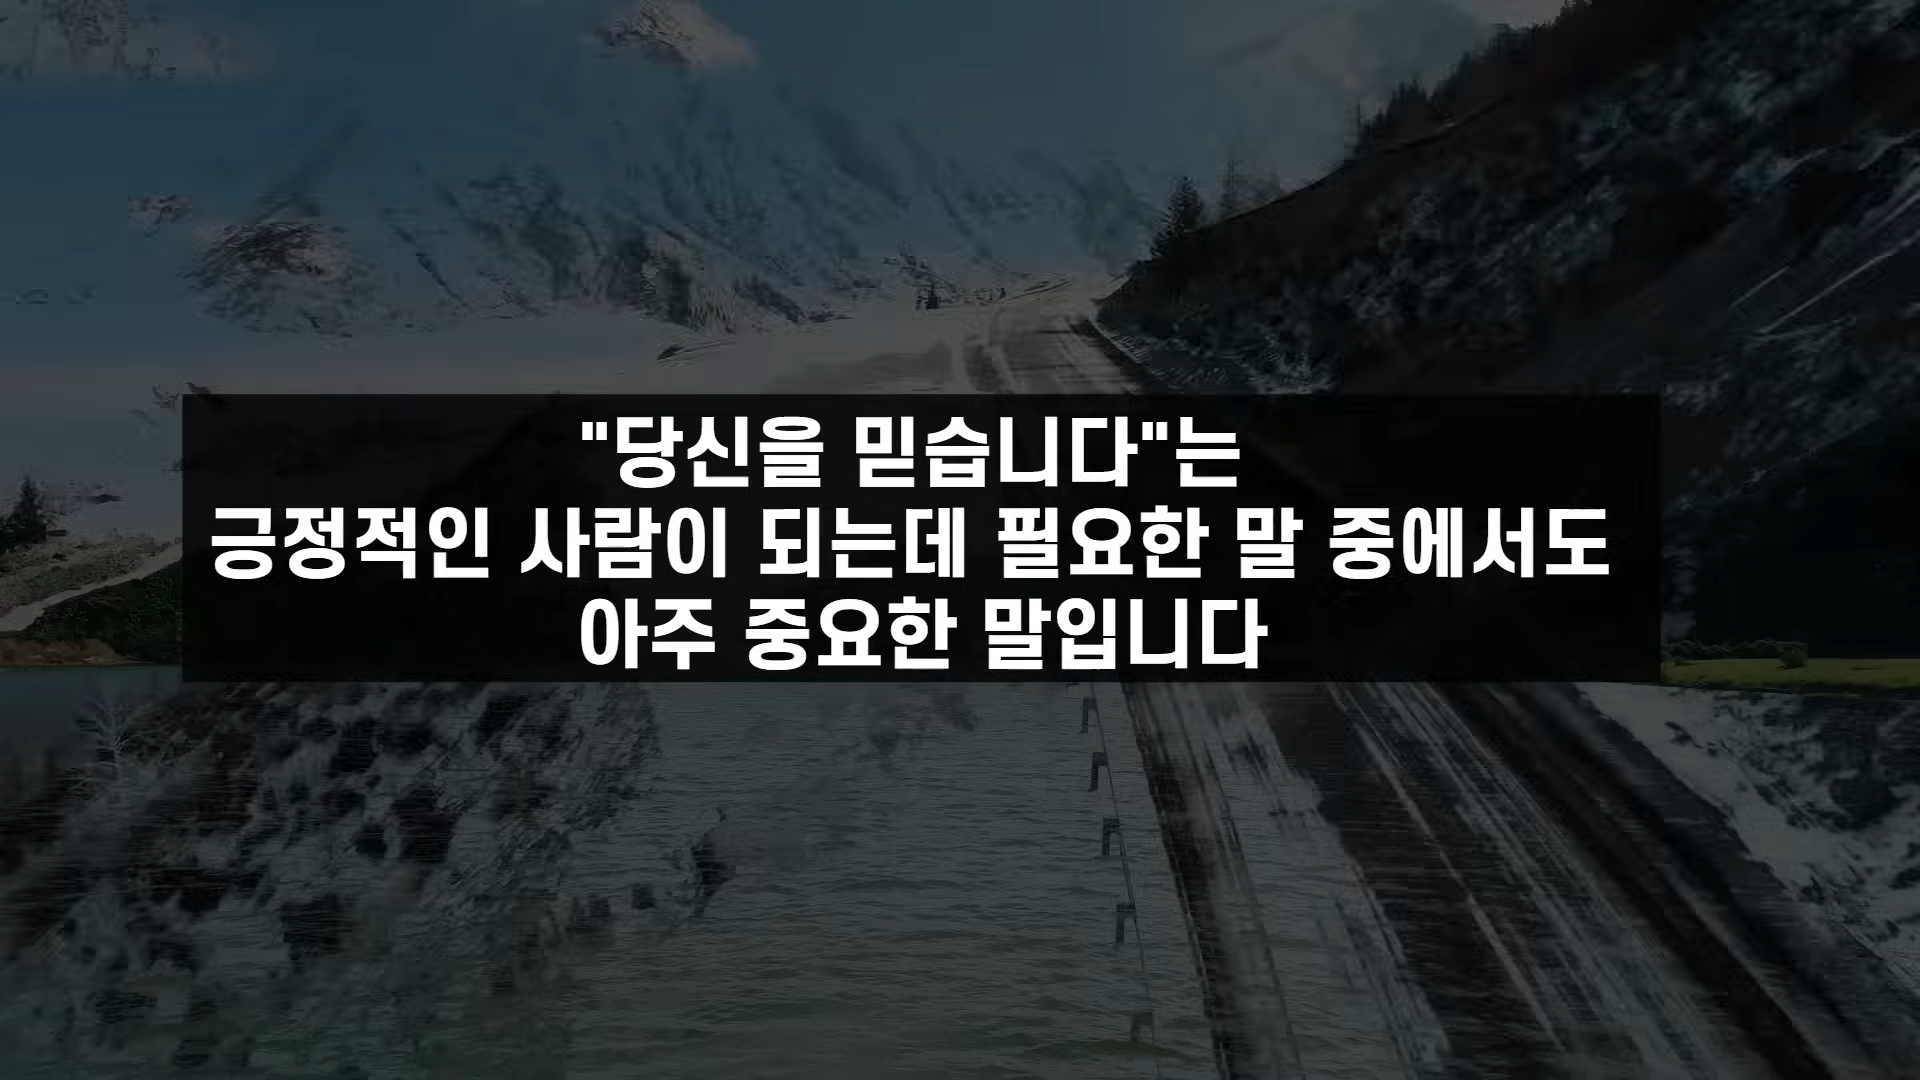 "당신을 믿습니다"는
긍정적인 사람이 되는데 필요한 말 중에서도
아주 중요한 말입니다